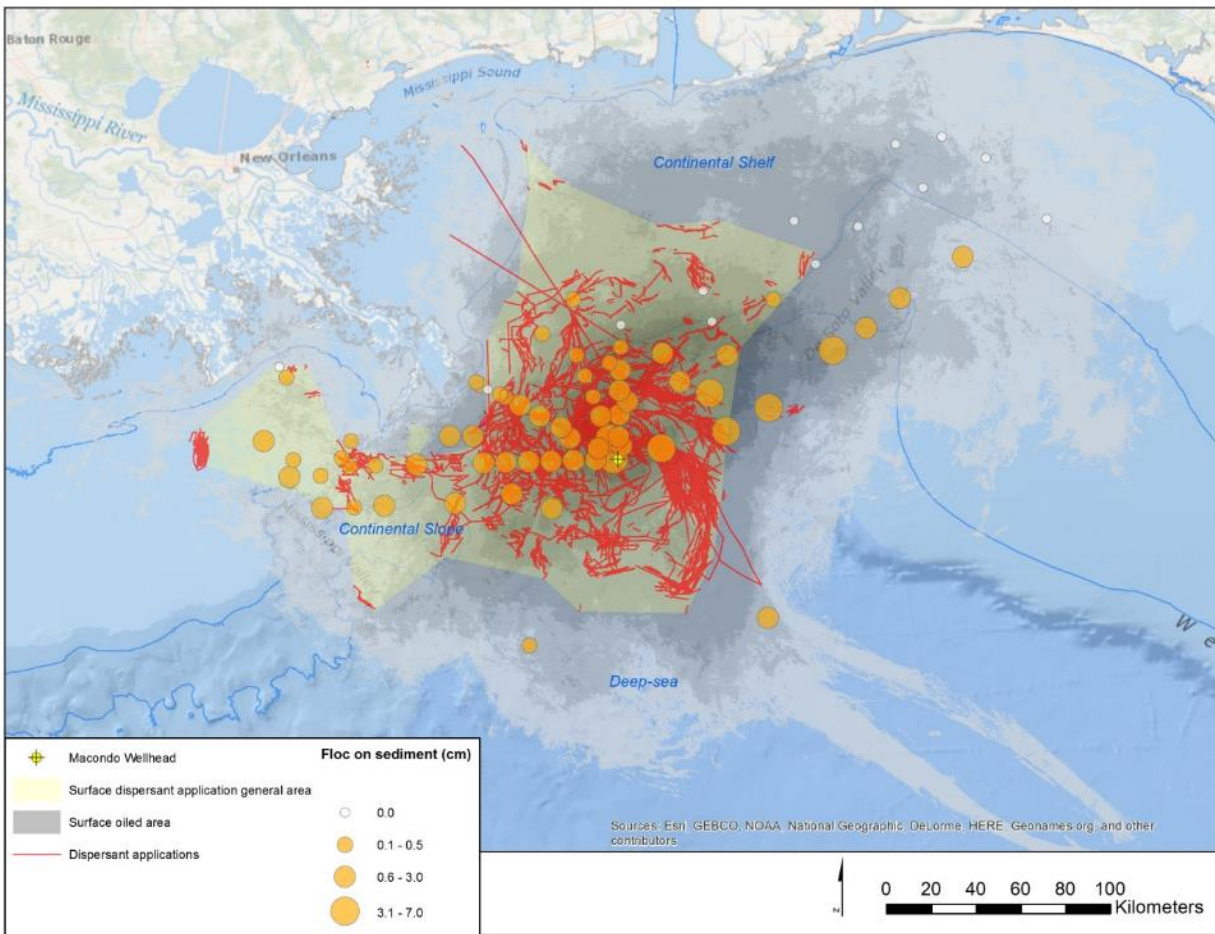 Baton Rouge
Mississippi Sound
Mississippi River
New Orleans
Continental Shelf
DeSoto Valley
Continental Slope
Mississippi
W e
Deep-sea
Macondo Wellhead
Surface dispersant application general area
Surface oiled area
Dispersant applications
Floc on sediment (cm)
0.0
0.1 - 0.5
0.6 - 3.0
3.1 - 7.0
Sources: Esri, GEBCO, NOAA, National Geographic, DeLorme, HERE, Geonames.org, and other
contributors
N
0 20 40 60 80 100
Kilometers